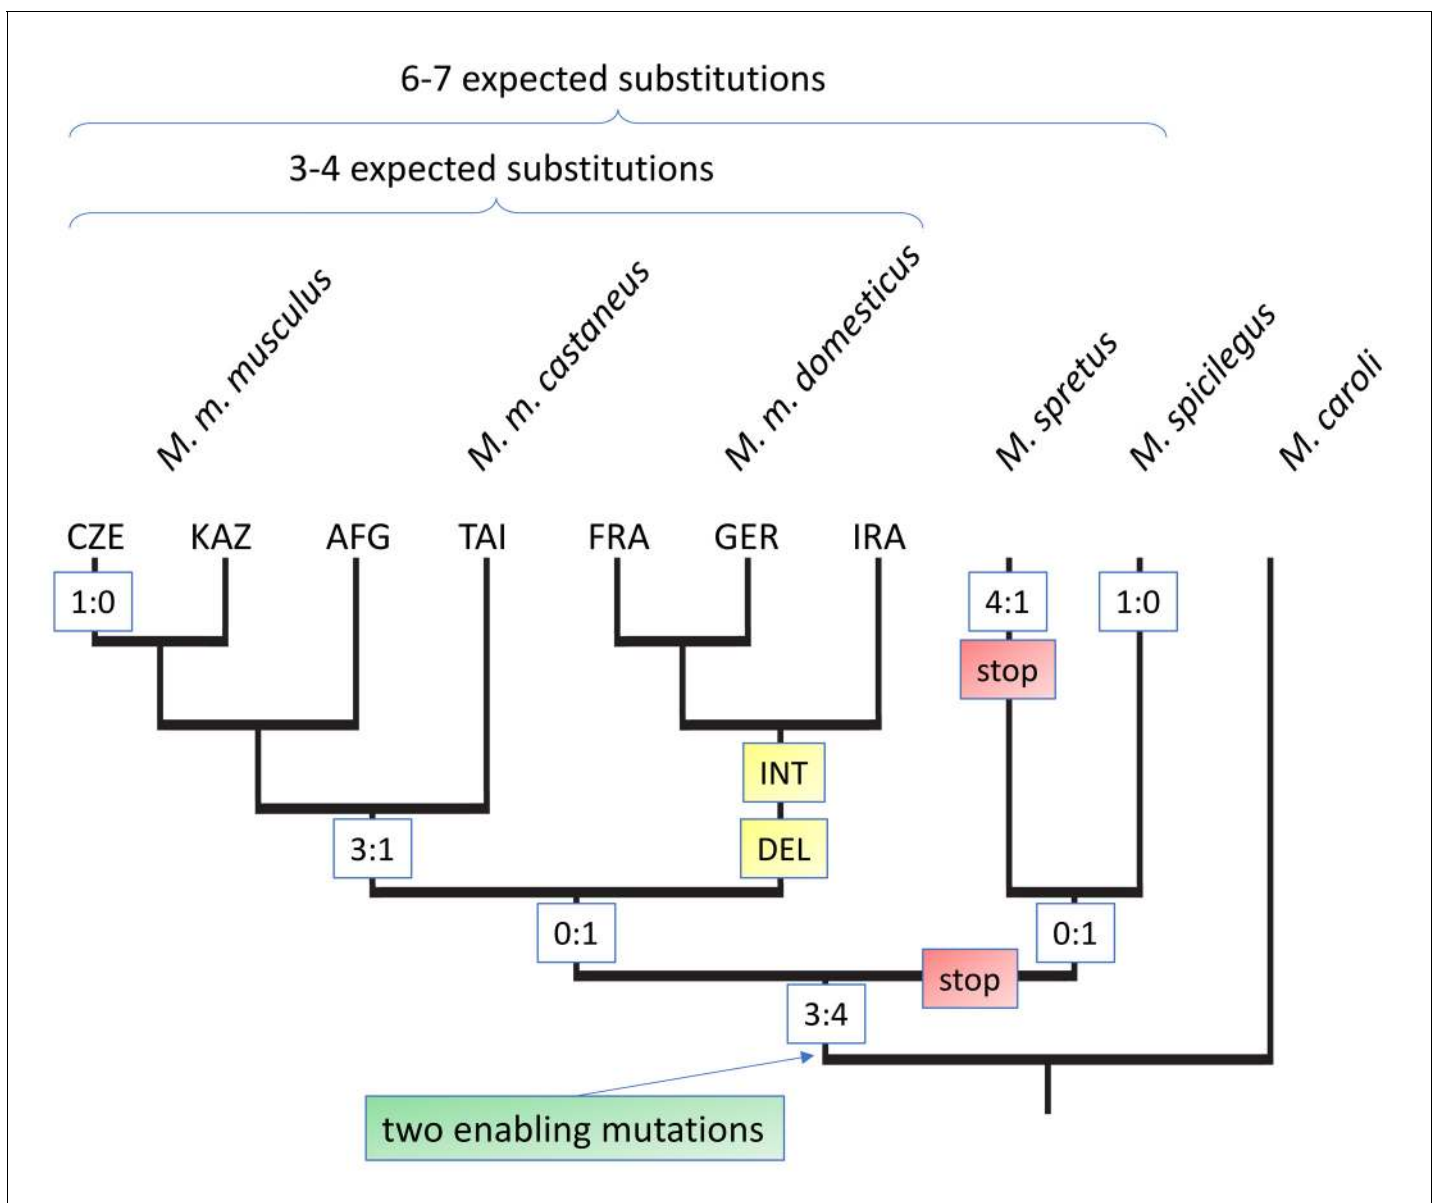 6-7 expected substitutions
3-4 expected substitutions
M. m. musculus
M. m. castaneus
M. m. domesticus
M. spretus
M. spicilegus
M. caroli
CZE KAZ AFG TAI FRA GER IRA
1:0 4:1 1:0
stop
INT
3:1 DEL
0:1 0:1
stop
3:4
two enabling mutations